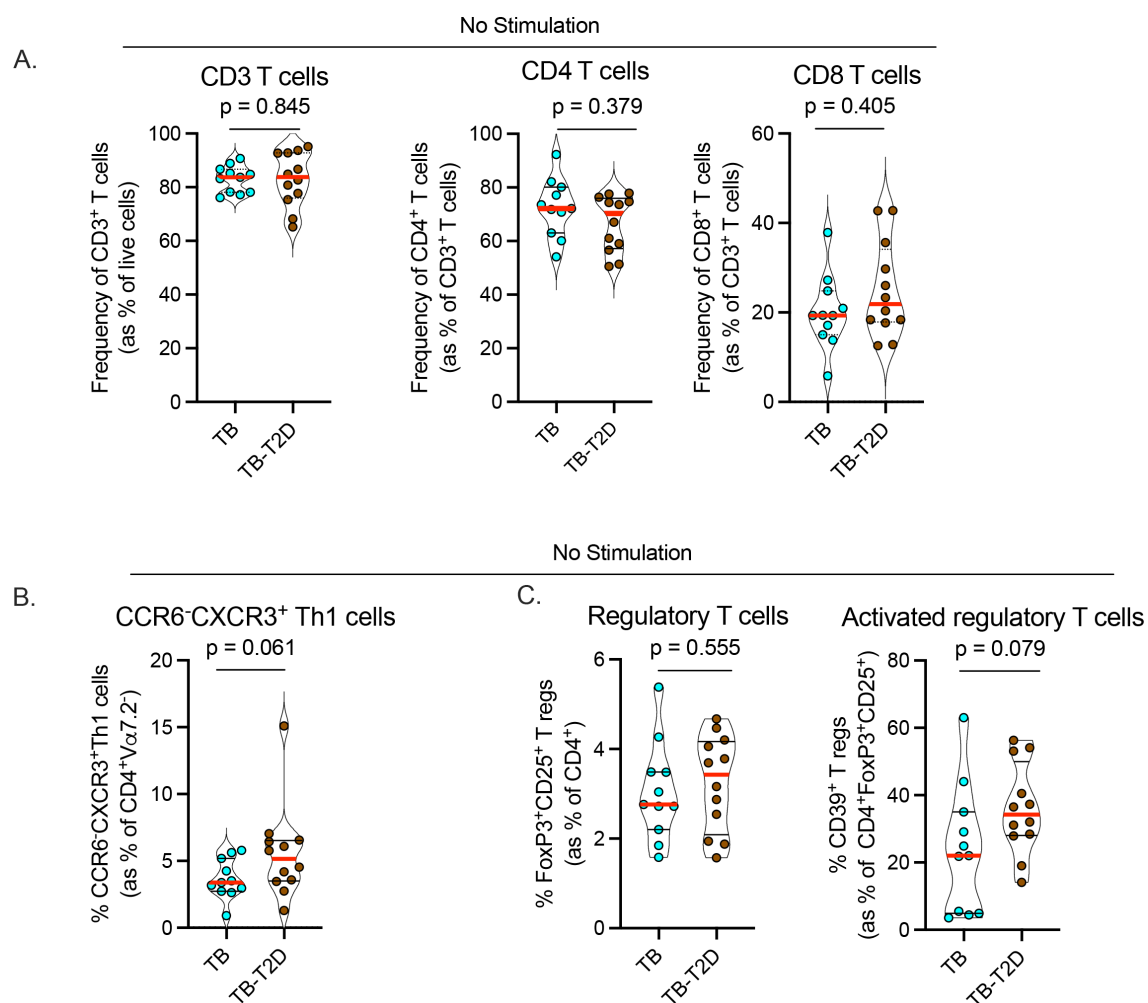 No Stimulation
A.
CD3 T cells
p = 0.845
Frequency of CD3⁺ T cells
(as % of live cells)
100
80
60
40
20
0
TB
TB-T2D
CD4 T cells
p = 0.379
Frequency of CD4⁺ T cells
(as % of CD3⁺ T cells)
100
80
60
40
20
0
TB
TB-T2D
CD8 T cells
p = 0.405
Frequency of CD8⁺ T cells
(as % of CD3⁺ T cells)
60
40
20
0
TB
TB-T2D
No Stimulation
B.
CCR6⁻CXCR3⁺ Th1 cells
p = 0.061
% CCR6⁻CXCR3⁺Th1 cells
(as % of CD4⁺Vα7.2⁻)
20
15
10
5
0
TB
TB-T2D
C.
Regulatory T cells
p = 0.555
% FoxP3⁺CD25⁺ T regs
(as % of CD4⁺)
6
4
2
0
TB
TB-T2D
Activated regulatory T cells
p = 0.079
% CD39⁺ T regs
(as % of CD4⁺FoxP3⁺CD25⁺)
80
60
40
20
0
TB
TB-T2D